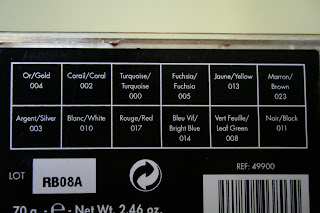 Or/Gold
004
Corail/Coral
002
Turquoise/
Turquoise
000
Fuchsia/
Fuchsia
005
Jaune/Yellow
013
Marron/
Brown
023
Argent/Silver
003
Blanc/White
010
Rouge/Red
017
Bleu Vif/
Bright Blue
014
Vert Feuille/
Leaf Green
008
Noir/Black
011
LOT
RB08A
REF: 49900
70 g - e - Net Wt. 2.46 oz.